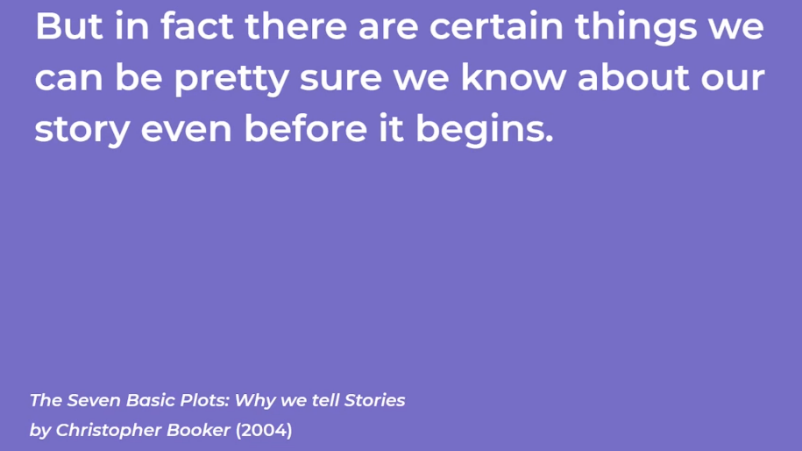 But in fact there are certain things we
can be pretty sure we know about our
story even before it begins.
The Seven Basic Plots: Why we tell Stories
by Christopher Booker (2004)